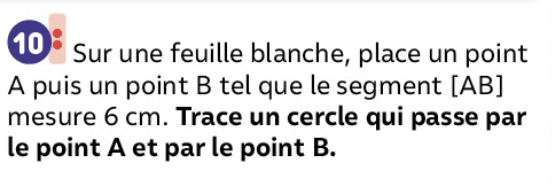 10 Sur une feuille blanche, place un point
A puis un point B tel que le segment [AB]
mesure 6 cm. Trace un cercle qui passe par
le point A et par le point B.